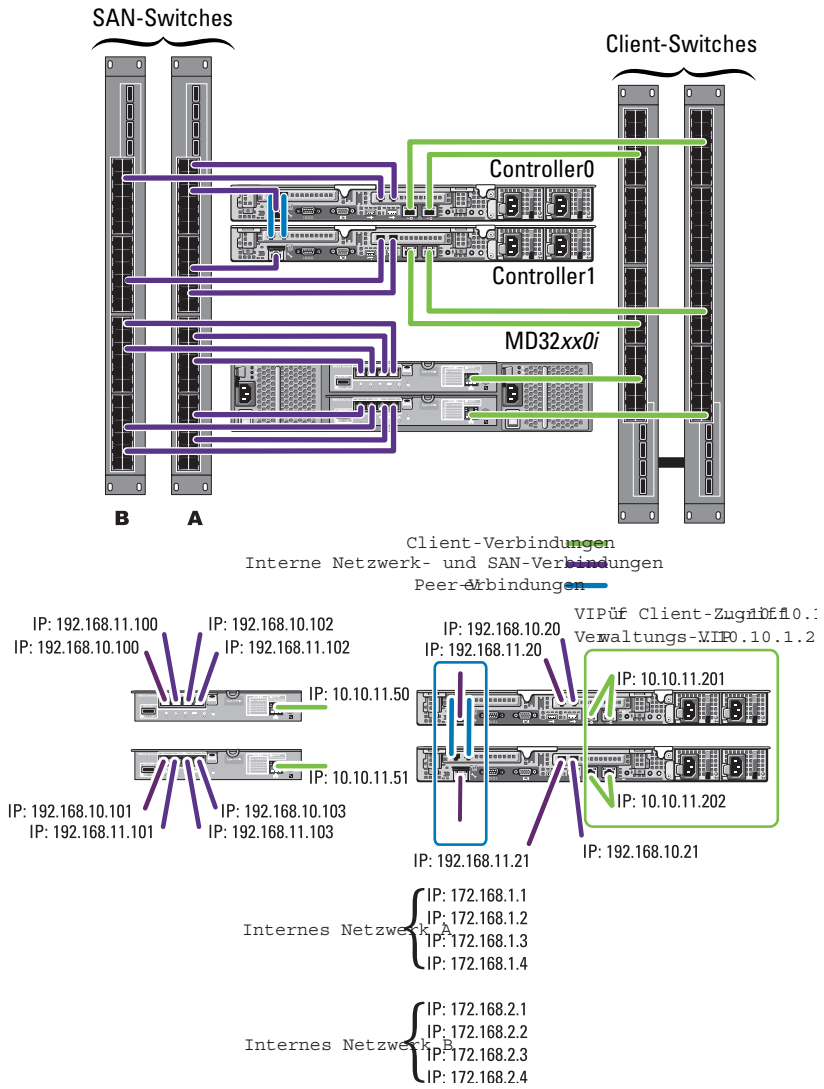 SAN-Switches
Client-Switches
Controller0
Controller1
MD32xx0i
B
A
Client-Verbindungen
Interne Netzwerk- und SAN-Verbindungen
IP: 192.168.11.100
IP: 192.168.10.100
IP: 192.168.10.102
IP: 192.168.11.102
IP: 10.10.11.50
IP: 10.10.11.51
IP: 192.168.10.101
IP: 192.168.11.101
IP: 192.168.10.103
IP: 192.168.11.103
Client-Zugriff
IP: 192.168.10.20
IP: 192.168.11.20
IP: 10.10.11.201
IP: 10.10.11.202
IP: 192.168.11.21
IP: 192.168.10.21
Internes Netzwerk A
IP: 172.168.1.1
IP: 172.168.1.2
IP: 172.168.1.3
IP: 172.168.1.4
Internes Netzwerk B
IP: 172.168.2.1
IP: 172.168.2.2
IP: 172.168.2.3
IP: 172.168.2.4